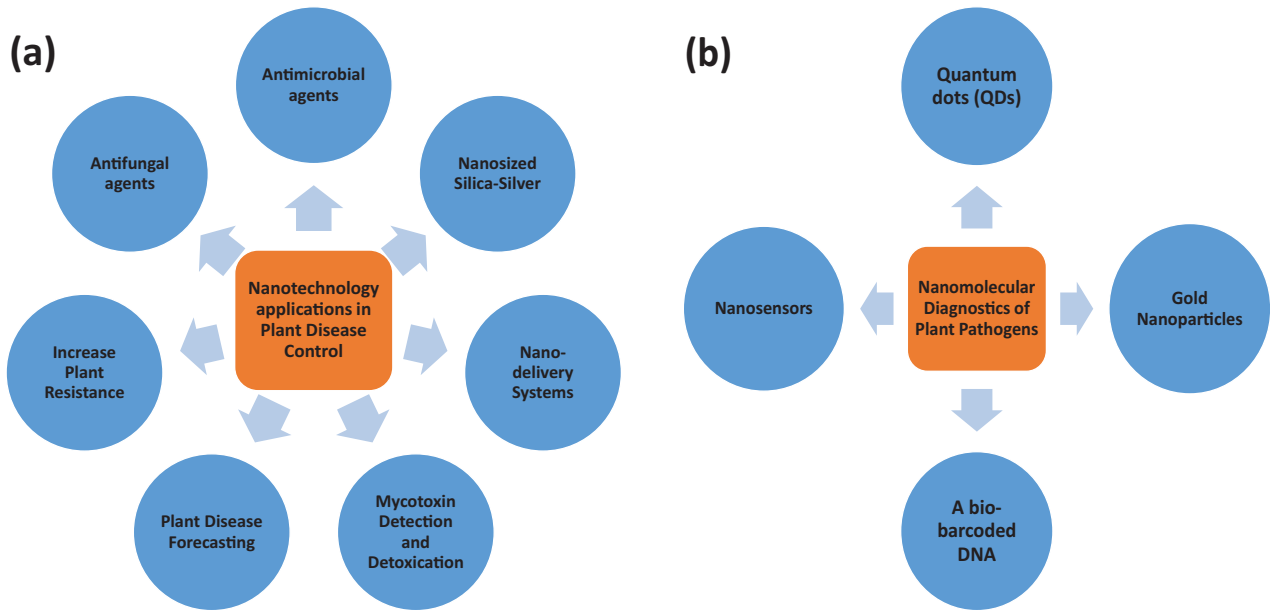 (a)
Antimicrobial
agents
Nanosized
Silica-Silver
Nano-
delivery
Systems
Mycotoxin
Detection
and
Detoxication
Plant Disease
Forecasting
Increase
Plant
Resistance
Antifungal
agents
Nanotechnology
applications in
Plant Disease
Control
(b)
Quantum
dots (QDs)
Gold
Nanoparticles
A bio-
barcoded
DNA
Nanosensors
Nanomolecular
Diagnostics of
Plant Pathogens